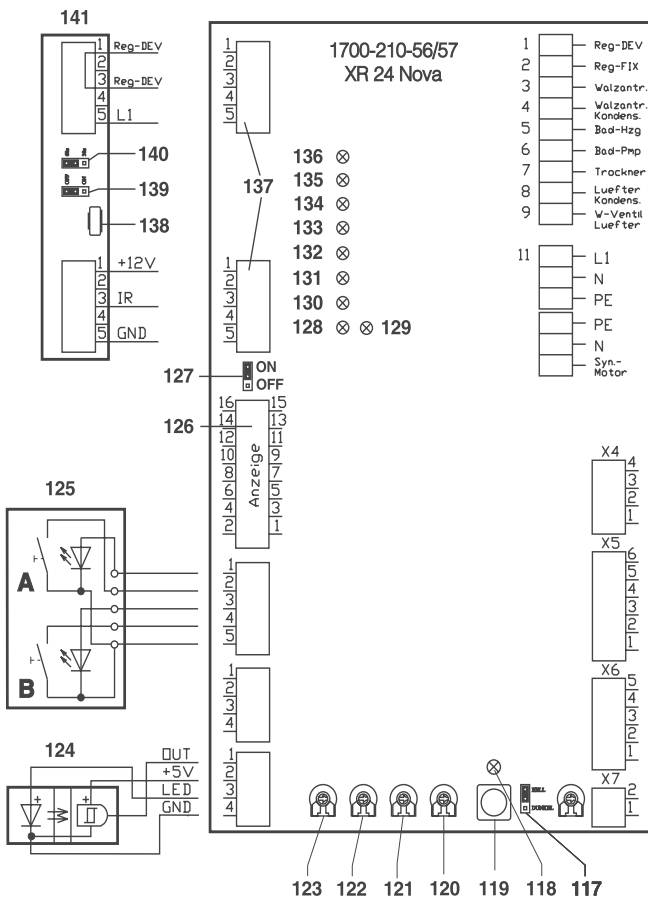 141
1 Reg-DEV
2
3 Reg-DEV
4
5 L1
140
OFF ON
139
138
1 +12V
2
3 IR
4
5 GND
1
2
3
4
5
137
1
2
3
4
5
1700-210-56/57
XR 24 Nova
136
135
134
133
132
131
130
128 129
1 Reg-DEV
2 Reg-FIX
3 Walzantr.
4 Walzantr.
Kondens.
5 Bad-Hzg
6 Bad-Pmp
7 Trockner
8 Luefter
Kondens.
9 W-Ventil
Luefter
11 L1
N
PE
PE
N
Syn.-
Motor
127
ON
OFF
126
16 15
14 13
12 11
10 9
8 7
6 5
4 3
2 1
Anzeige
125
A
B
1
2
3
4
5
1
2
3
4
124
OUT 1
+5V 2
LED 3
GND 4
X4
4
3
2
1
X5
6
5
4
3
2
1
X6
5
4
3
2
1
X7
2
1
HELL
DUNKEL
123 122 121 120 119 118 117